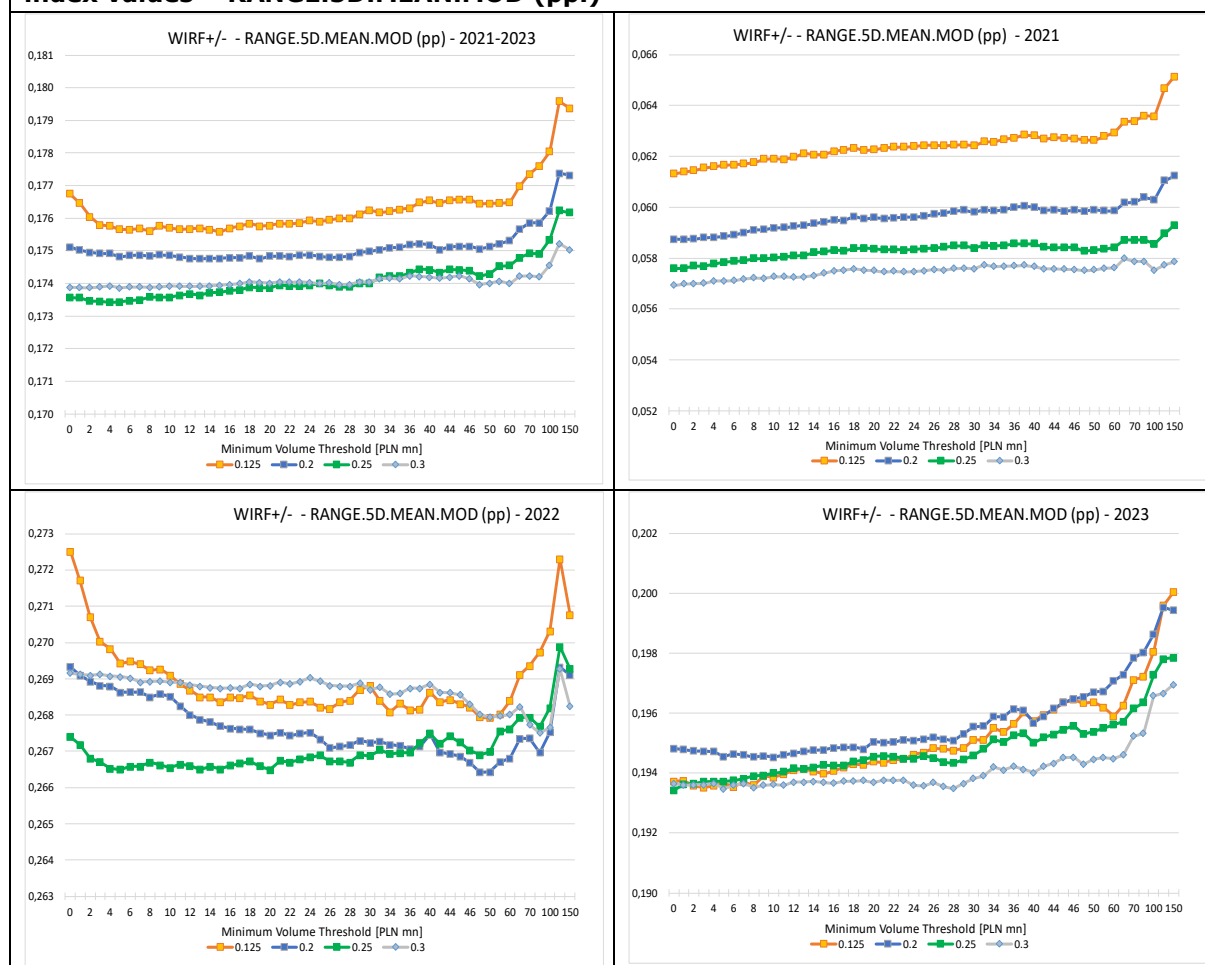 Index values – RANGE.5D.MEAN.MOD (pp.)
WIRF+/- - RANGE.5D.MEAN.MOD (pp) - 2021-2023
0,181
0,180
0,179
0,178
0,177
0,176
0,175
0,174
0,173
0,172
0,171
0,170
0 2 4 6 8 10 12 14 16 18 20 22 24 26 28 30 34 36 40 44 46 50 60 70 100 150
Minimum Volume Threshold [PLN mn]
0.125 0.2 0.25 0.3
WIRF+/- - RANGE.5D.MEAN.MOD (pp) - 2021
0,066
0,064
0,062
0,060
0,058
0,056
0,054
0,052
0 2 4 6 8 10 12 14 16 18 20 22 24 26 28 30 34 36 40 44 46 50 60 70 100 150
Minimum Volume Threshold [PLN mn]
0.125 0.2 0.25 0.3
WIRF+/- - RANGE.5D.MEAN.MOD (pp) - 2022
0,273
0,272
0,271
0,270
0,269
0,268
0,267
0,266
0,265
0,264
0,263
0 2 4 6 8 10 12 14 16 18 20 22 24 26 28 30 34 36 40 44 46 50 60 70 100 150
Minimum Volume Threshold [PLN mn]
0.125 0.2 0.25 0.3
WIRF+/- - RANGE.5D.MEAN.MOD (pp) - 2023
0,202
0,200
0,198
0,196
0,194
0,192
0,190
0 2 4 6 8 10 12 14 16 18 20 22 24 26 28 30 34 36 40 44 46 50 60 70 100 150
Minimum Volume Threshold [PLN mn]
0.125 0.2 0.25 0.3